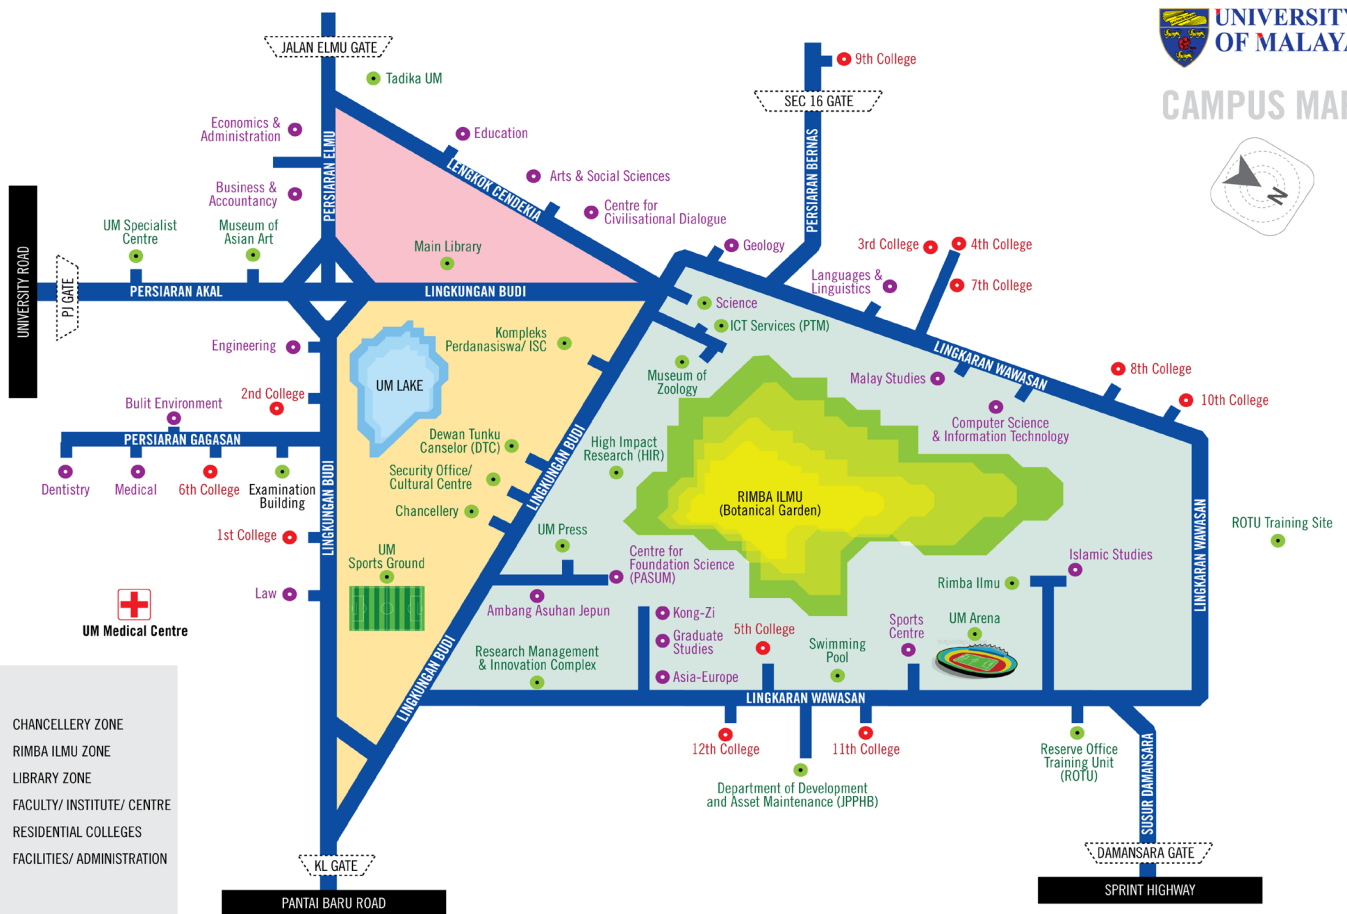 UNIVERSITY
OF MALAYA
CAMPUS MAP
N
JALAN ELMU GATE
Tadika UM
SEC 16 GATE
9th College
Economics &
Administration
Education
PERSIARAN ELMU
LENGKOK CENDEKIA
PERSIARAN BERNAS
Business &
Accountancy
Arts & Social Sciences
Centre for
Civilisational Dialogue
UM Specialist
Centre
Museum of
Asian Art
Main Library
Geology
3rd College
4th College
7th College
Languages &
Linguistics
UNIVERSITY ROAD
PJ GATE
PERSIARAN AKAL
LINGKUNGAN BUDI
Science
ICT Services (PTM)
Engineering
Kompleks
Perdanasiswa/ ISC
UM LAKE
Museum of
Zoology
LINGKARAN WAWASAN
Malay Studies
8th College
10th College
2nd College
Bulit Environment
PERSIARAN GAGASAN
Computer Science
& Information Technology
Dewan Tunku
Canselor (DTC)
High Impact
Research (HIR)
Security Office/
Cultural Centre
LINGKUNGAN BUDI
Dentistry
Medical
6th College
Examination
Building
LINGKUNGAN BUDI
Chancellery
RIMBA ILMU
(Botanical Garden)
LINGKARAN WAWASAN
ROTU Training Site
1st College
UM Press
UM
Sports Ground
Centre for
Foundation Science
(PASUM)
Islamic Studies
Rimba Ilmu
Law
Ambang Asuhan Jepun
Kong-Zi
Graduate
Studies
Asia-Europe
5th College
Swimming
Pool
Sports
Centre
UM Arena
UM Medical Centre
Research Management
& Innovation Complex
LINGKUNGAN BUDI
LINGKARAN WAWASAN
12th College
11th College
Reserve Office
Training Unit
(ROTU)
Department of Development
and Asset Maintenance (JPPHB)
SUSUR DAMANSARA
CHANCELLERY ZONE
RIMBA ILMU ZONE
LIBRARY ZONE
FACULTY/ INSTITUTE/ CENTRE
RESIDENTIAL COLLEGES
FACILITIES/ ADMINISTRATION
KL GATE
PANTAI BARU ROAD
DAMANSARA GATE
SPRINT HIGHWAY